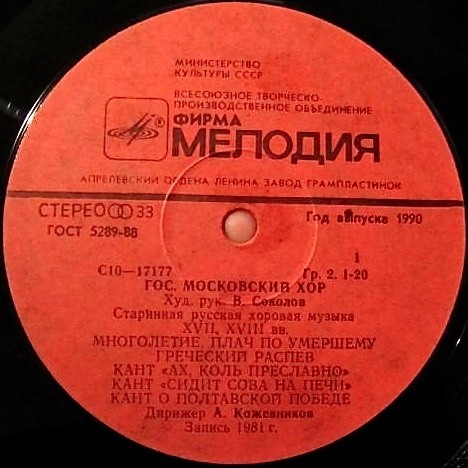 МИНИСТЕРСТВО
КУЛЬТУРЫ СССР
ВСЕСОЮЗНОЕ ТВОРЧЕСКО-
ПРОИЗВОДСТВЕННОЕ ОБЪЕДИНЕНИЕ
ФИРМА
® МЕЛОДИЯ
АПРЕЛЕВСКИЙ ОРДЕНА ЛЕНИНА ЗАВОД ГРАМПЛАСТИНОК
СТЕРЕО 33
Год выпуска 1990
ГОСТ 5289-88
1
С10—17177
Гр. 2. 1-20
ГОС. МОСКОВСКИЙ ХОР
Худ. рук. В. Соколов
Старинная русская хоровая музыка
XVII, XVIII вв.
МНОГОЛЕТИЕ, ПЛАЧ ПО УМЕРШЕМУ
ГРЕЧЕСКИЙ РАСПЕВ
КАНТ «АХ, КОЛЬ ПРЕСЛАВНО»
КАНТ «СИДИТ СОВА НА ПЕЧИ»
КАНТ О ПОЛТАВСКОЙ ПОБЕДЕ
Дирижер А. Кожевников
Запись 1981 г.